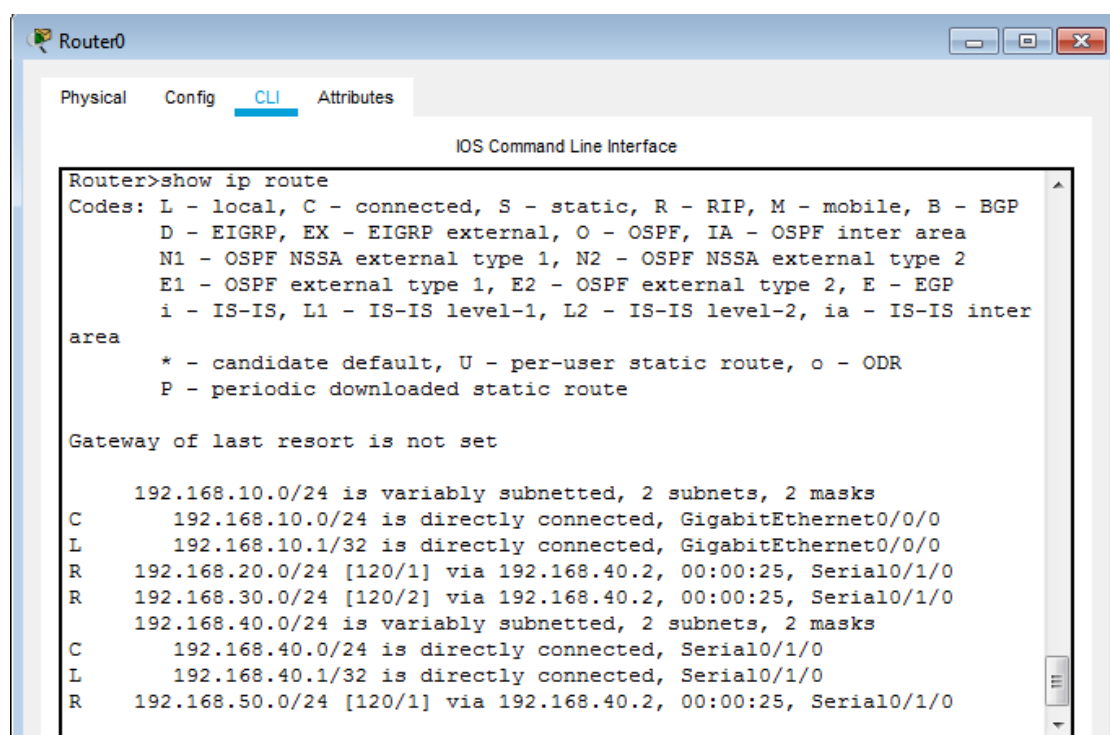 Router0
Physical Config CLI Attributes
IOS Command Line Interface
Router>show ip route
Codes: L - local, C - connected, S - static, R - RIP, M - mobile, B - BGP
       D - EIGRP, EX - EIGRP external, O - OSPF, IA - OSPF inter area
       N1 - OSPF NSSA external type 1, N2 - OSPF NSSA external type 2
       E1 - OSPF external type 1, E2 - OSPF external type 2, E - EGP
       i - IS-IS, L1 - IS-IS level-1, L2 - IS-IS level-2, ia - IS-IS inter
area
       * - candidate default, U - per-user static route, o - ODR
       P - periodic downloaded static route
Gateway of last resort is not set
     192.168.10.0/24 is variably subnetted, 2 subnets, 2 masks
C       192.168.10.0/24 is directly connected, GigabitEthernet0/0/0
L       192.168.10.1/32 is directly connected, GigabitEthernet0/0/0
R    192.168.20.0/24 [120/1] via 192.168.40.2, 00:00:25, Serial0/1/0
R    192.168.30.0/24 [120/2] via 192.168.40.2, 00:00:25, Serial0/1/0
     192.168.40.0/24 is variably subnetted, 2 subnets, 2 masks
C       192.168.40.0/24 is directly connected, Serial0/1/0
L       192.168.40.1/32 is directly connected, Serial0/1/0
R    192.168.50.0/24 [120/1] via 192.168.40.2, 00:00:25, Serial0/1/0